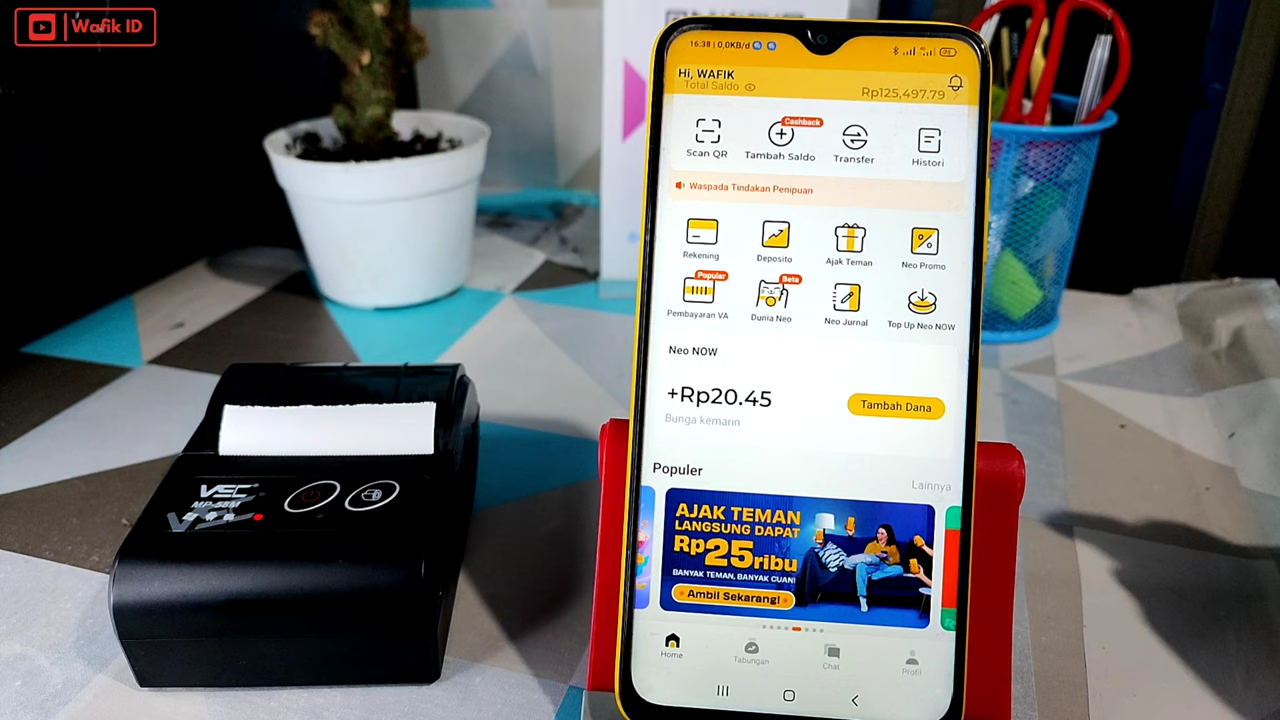 Wafik ID
16:38 | 0,0KB/d
Hi, WAFIK
Total Saldo
Rp125,497.79
Cashback
Scan QR
Tambah Saldo
Transfer
Histori
Waspada Tindakan Penipuan
Rekening
Deposito
Ajak Teman
Neo Promo
Popular
Beta
Pembayaran VA
Dunia Neo
Neo Jurnal
Top Up Neo NOW
Neo NOW
+Rp20.45
Tambah Dana
Bunga kemarin
Populer
Lainnya
AJAK TEMAN
LANGSUNG DAPAT
Rp25ribu
BANYAK TEMAN, BANYAK CUAN!
Ambil Sekarang!
Home
Tabungan
Chat
Profil
VSC